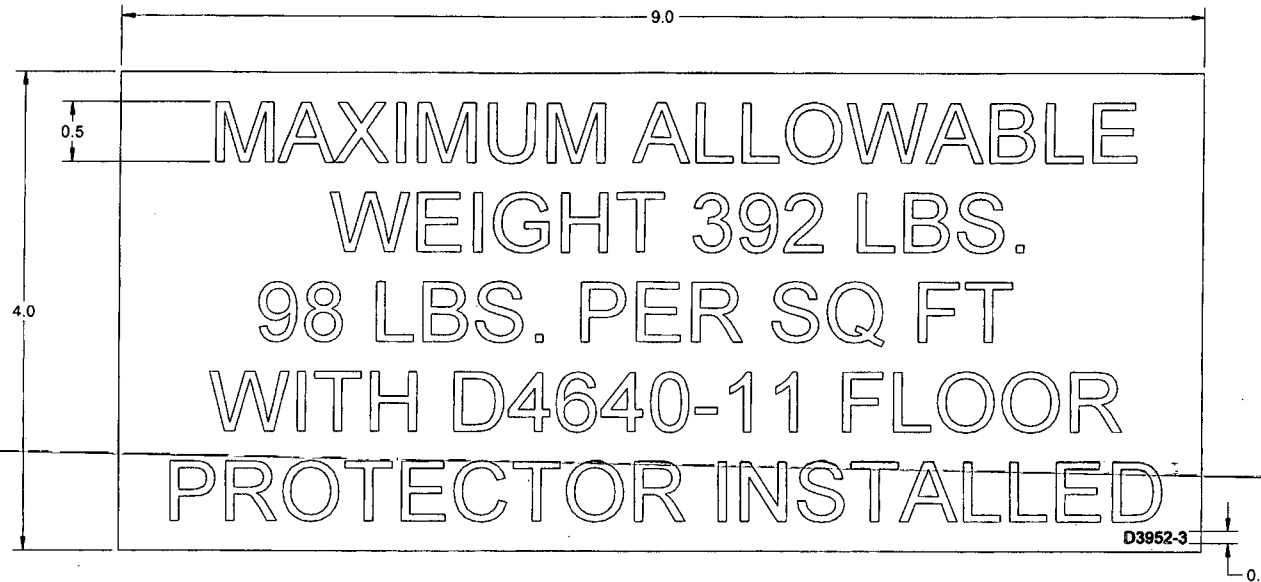 9.0
0.5
MAXIMUM ALLOWABLE
WEIGHT 392 LBS.
4.0
98 LBS. PER SQ FT
WITH D4640-11 FLOOR
PROTECTOR INSTALLED
D3952-3